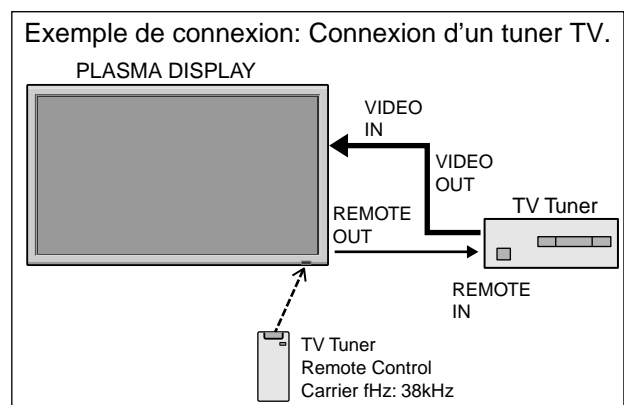 Exemple de connexion: Connexion d'un tuner TV.
PLASMA DISPLAY
VIDEO
IN
VIDEO
OUT
TV Tuner
REMOTE
OUT
REMOTE
IN
TV Tuner
Remote Control
Carrier fHz: 38kHz